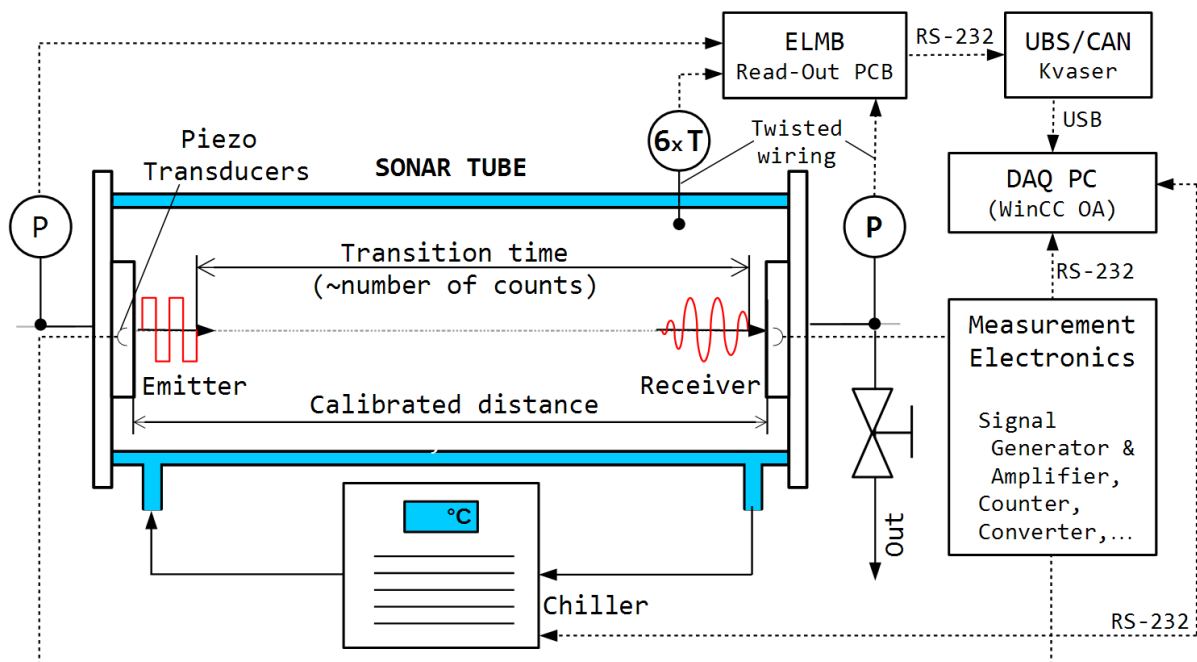 ELMB
Read-Out PCB
RS-232
UBS/CAN
Kvaser
USB
Piezo
Transducers
SONAR TUBE
6x T
Twisted
wiring
DAQ PC
(WinCC OA)
P
P
Transition time
(~number of counts)
RS-232
Emitter
Receiver
Calibrated distance
Measurement
Electronics
Signal
Generator &
Amplifier,
Counter,
Converter,...
°C
Out
Chiller
RS-232